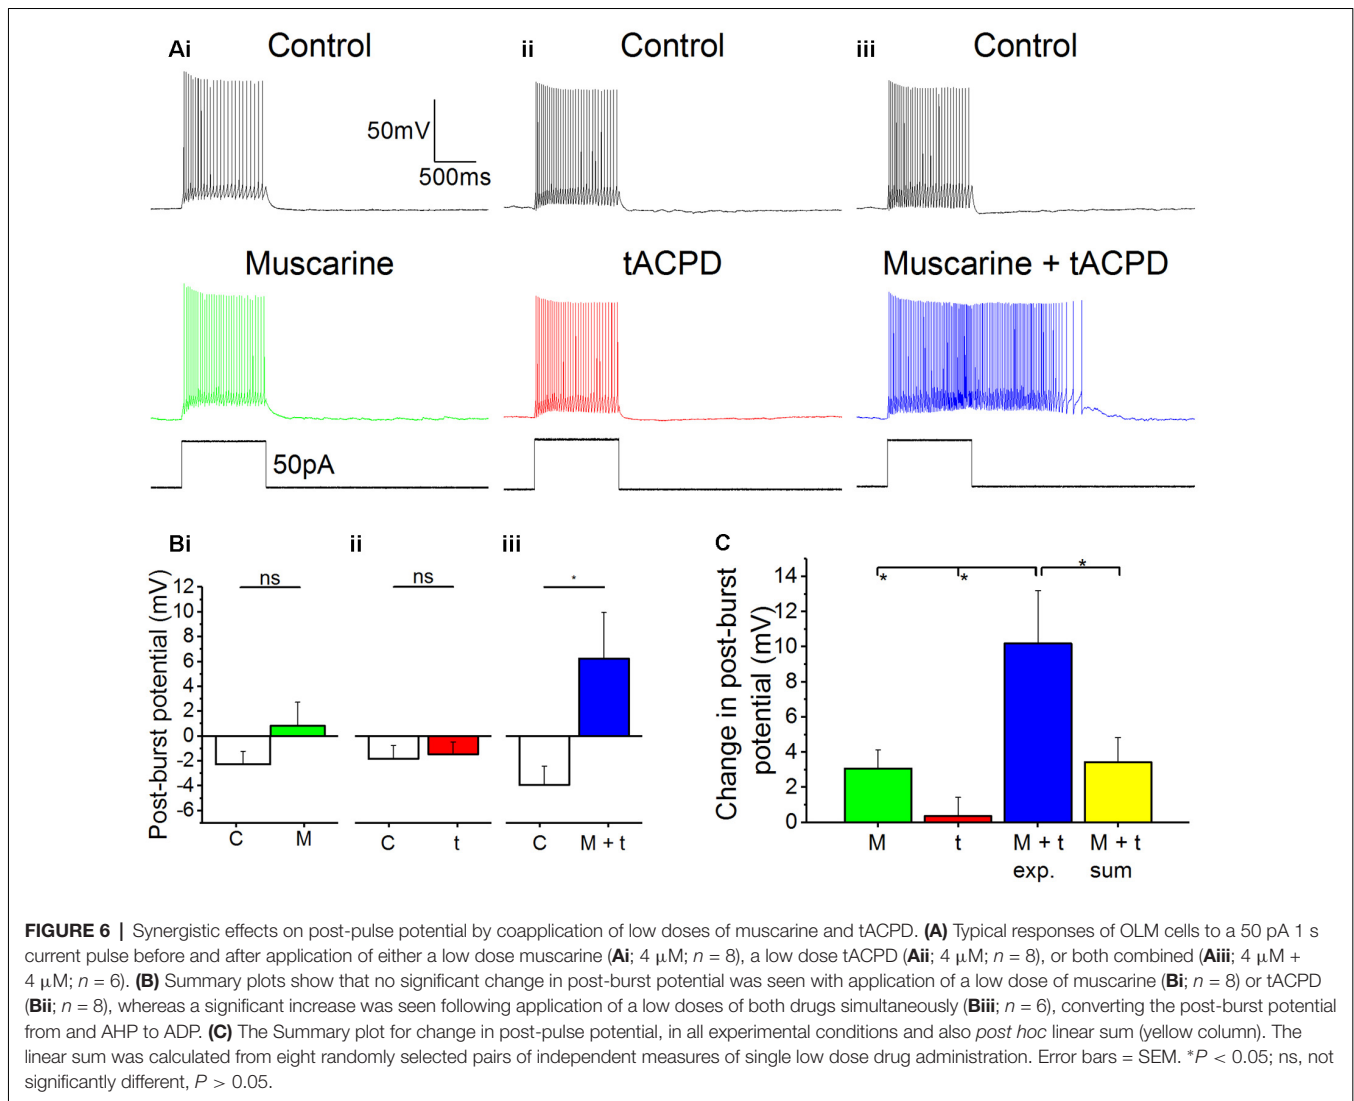 Ai Control ii Control iii Control
50mV
500ms
Muscarine tACPD Muscarine + tACPD
50pA
Bi ii iii C
ns ns * * * *
Post-burst potential (mV)
12
10
8
6
4
2
0
-2
-4
-6
C M C t C M + t
Change in post-burst
potential (mV)
14
12
10
8
6
4
2
0
M t M + t M + t
exp. sum
FIGURE 6 | Synergistic effects on post-pulse potential by coapplication of low doses of muscarine and tACPD. (A) Typical responses of OLM cells to a 50 pA 1 s
current pulse before and after application of either a low dose muscarine (Ai; 4 μM; n = 8), a low dose tACPD (Aii; 4 μM; n = 8), or both combined (Aiii; 4 μM +
4 μM; n = 6). (B) Summary plots show that no significant change in post-burst potential was seen with application of a low dose of muscarine (Bi; n = 8) or tACPD
(Bii; n = 8), whereas a significant increase was seen following application of a low doses of both drugs simultaneously (Biii; n = 6), converting the post-burst potential
from and AHP to ADP. (C) The Summary plot for change in post-pulse potential, in all experimental conditions and also post hoc linear sum (yellow column). The
linear sum was calculated from eight randomly selected pairs of independent measures of single low dose drug administration. Error bars = SEM. *P < 0.05; ns, not
significantly different, P > 0.05.